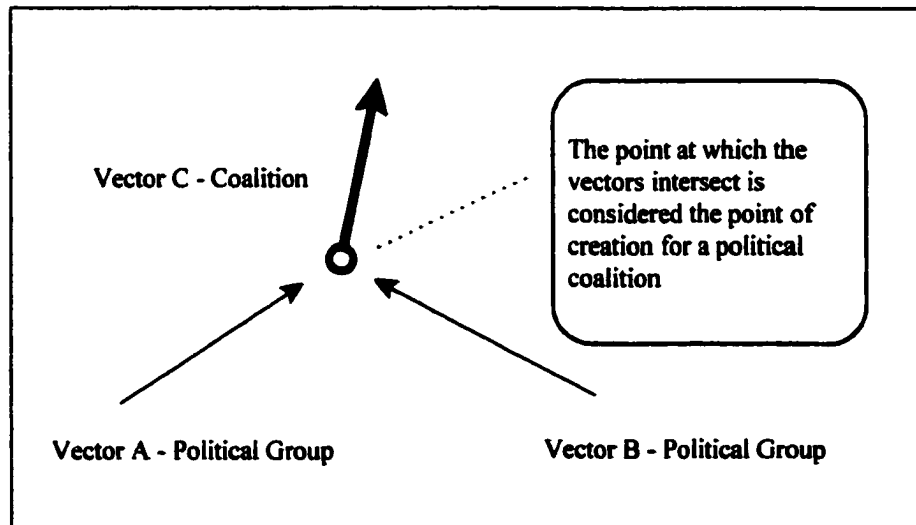 Vector C - Coalition
The point at which the
vectors intersect is
considered the point of
creation for a political
coalition
Vector A - Political Group
Vector B - Political Group